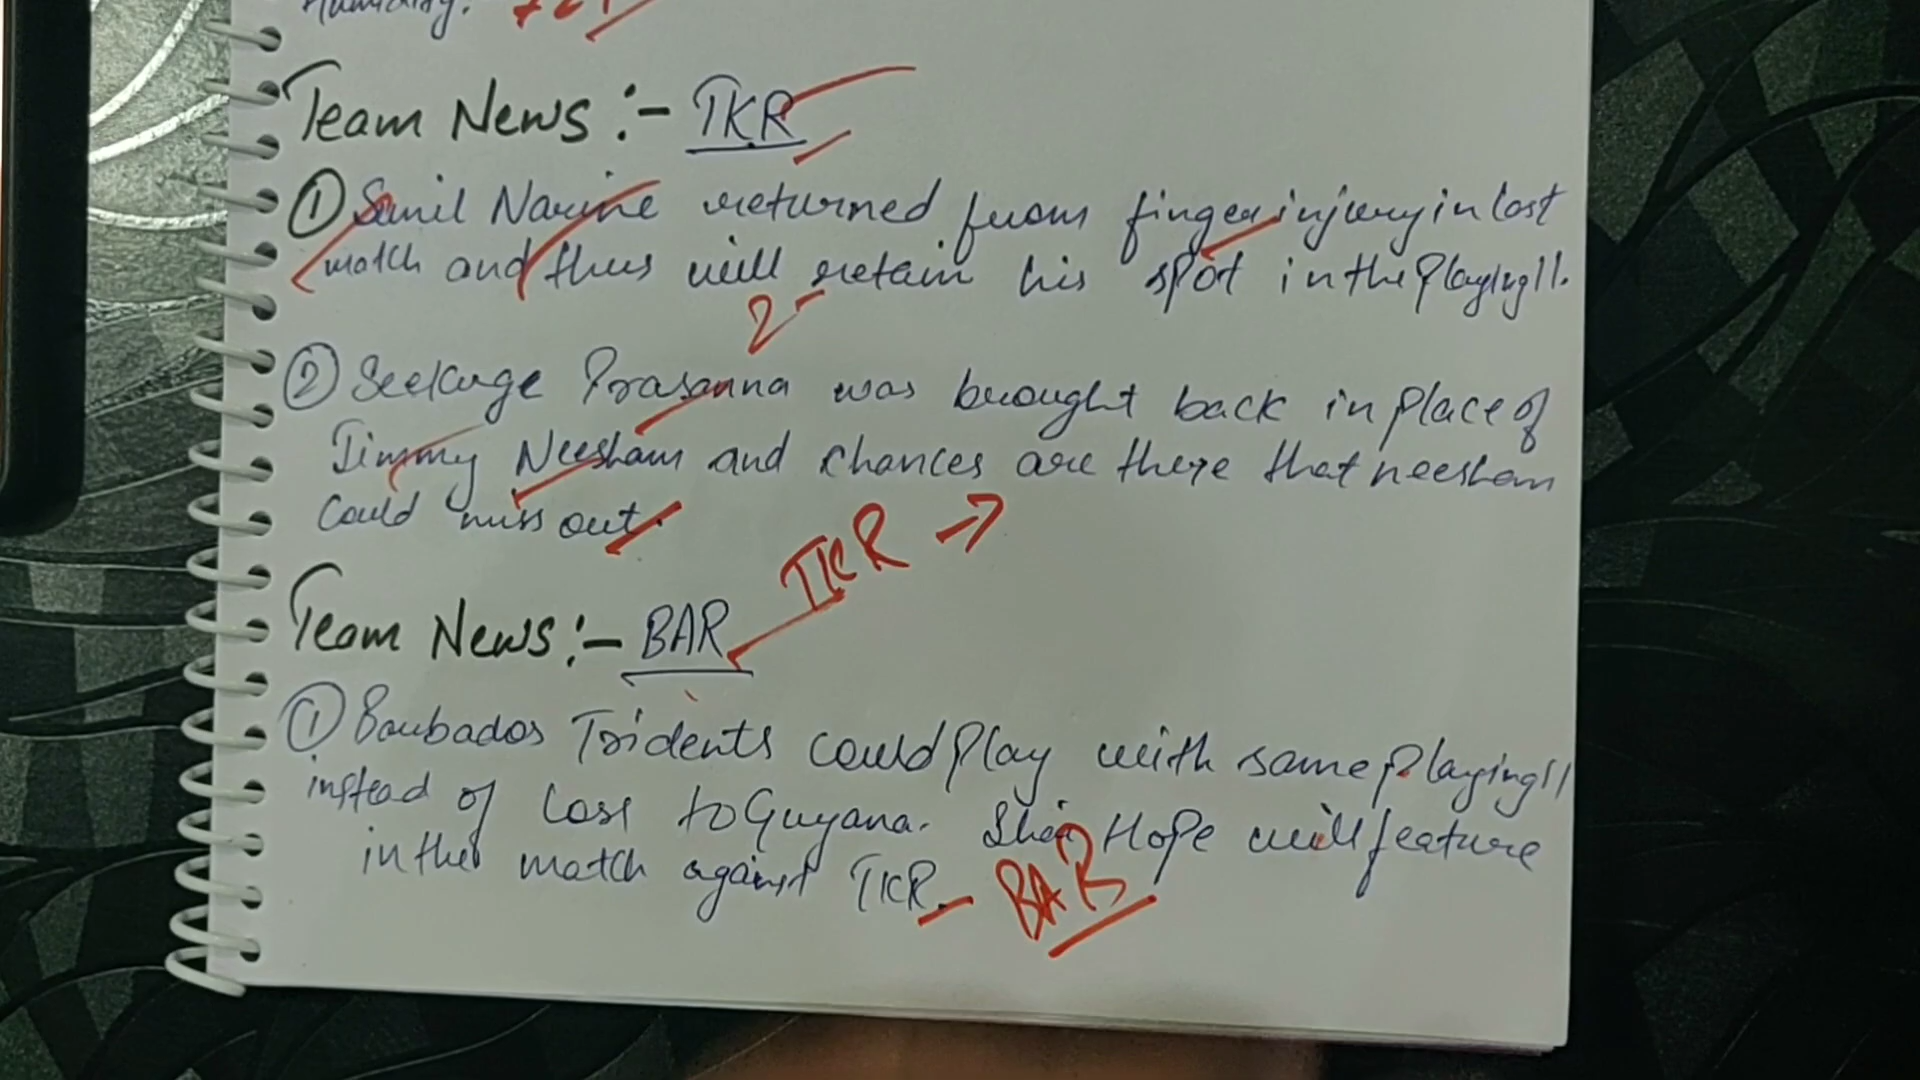 Humidity:
Team News :- TKR
① Sunil Narine returned from finger injury in last
match and thus will retain his spot in the Playing 11.
2
② Seekuge Prasanna was brought back in place of
Jimmy Neesham and chances are there that neesham
could miss out.
TKR →
Team News :- BAR
① Barbados Tridents could Play with same playing 11
instead of loss to Guyana. Shai Hope will feature
in the match against TKR.
BAR